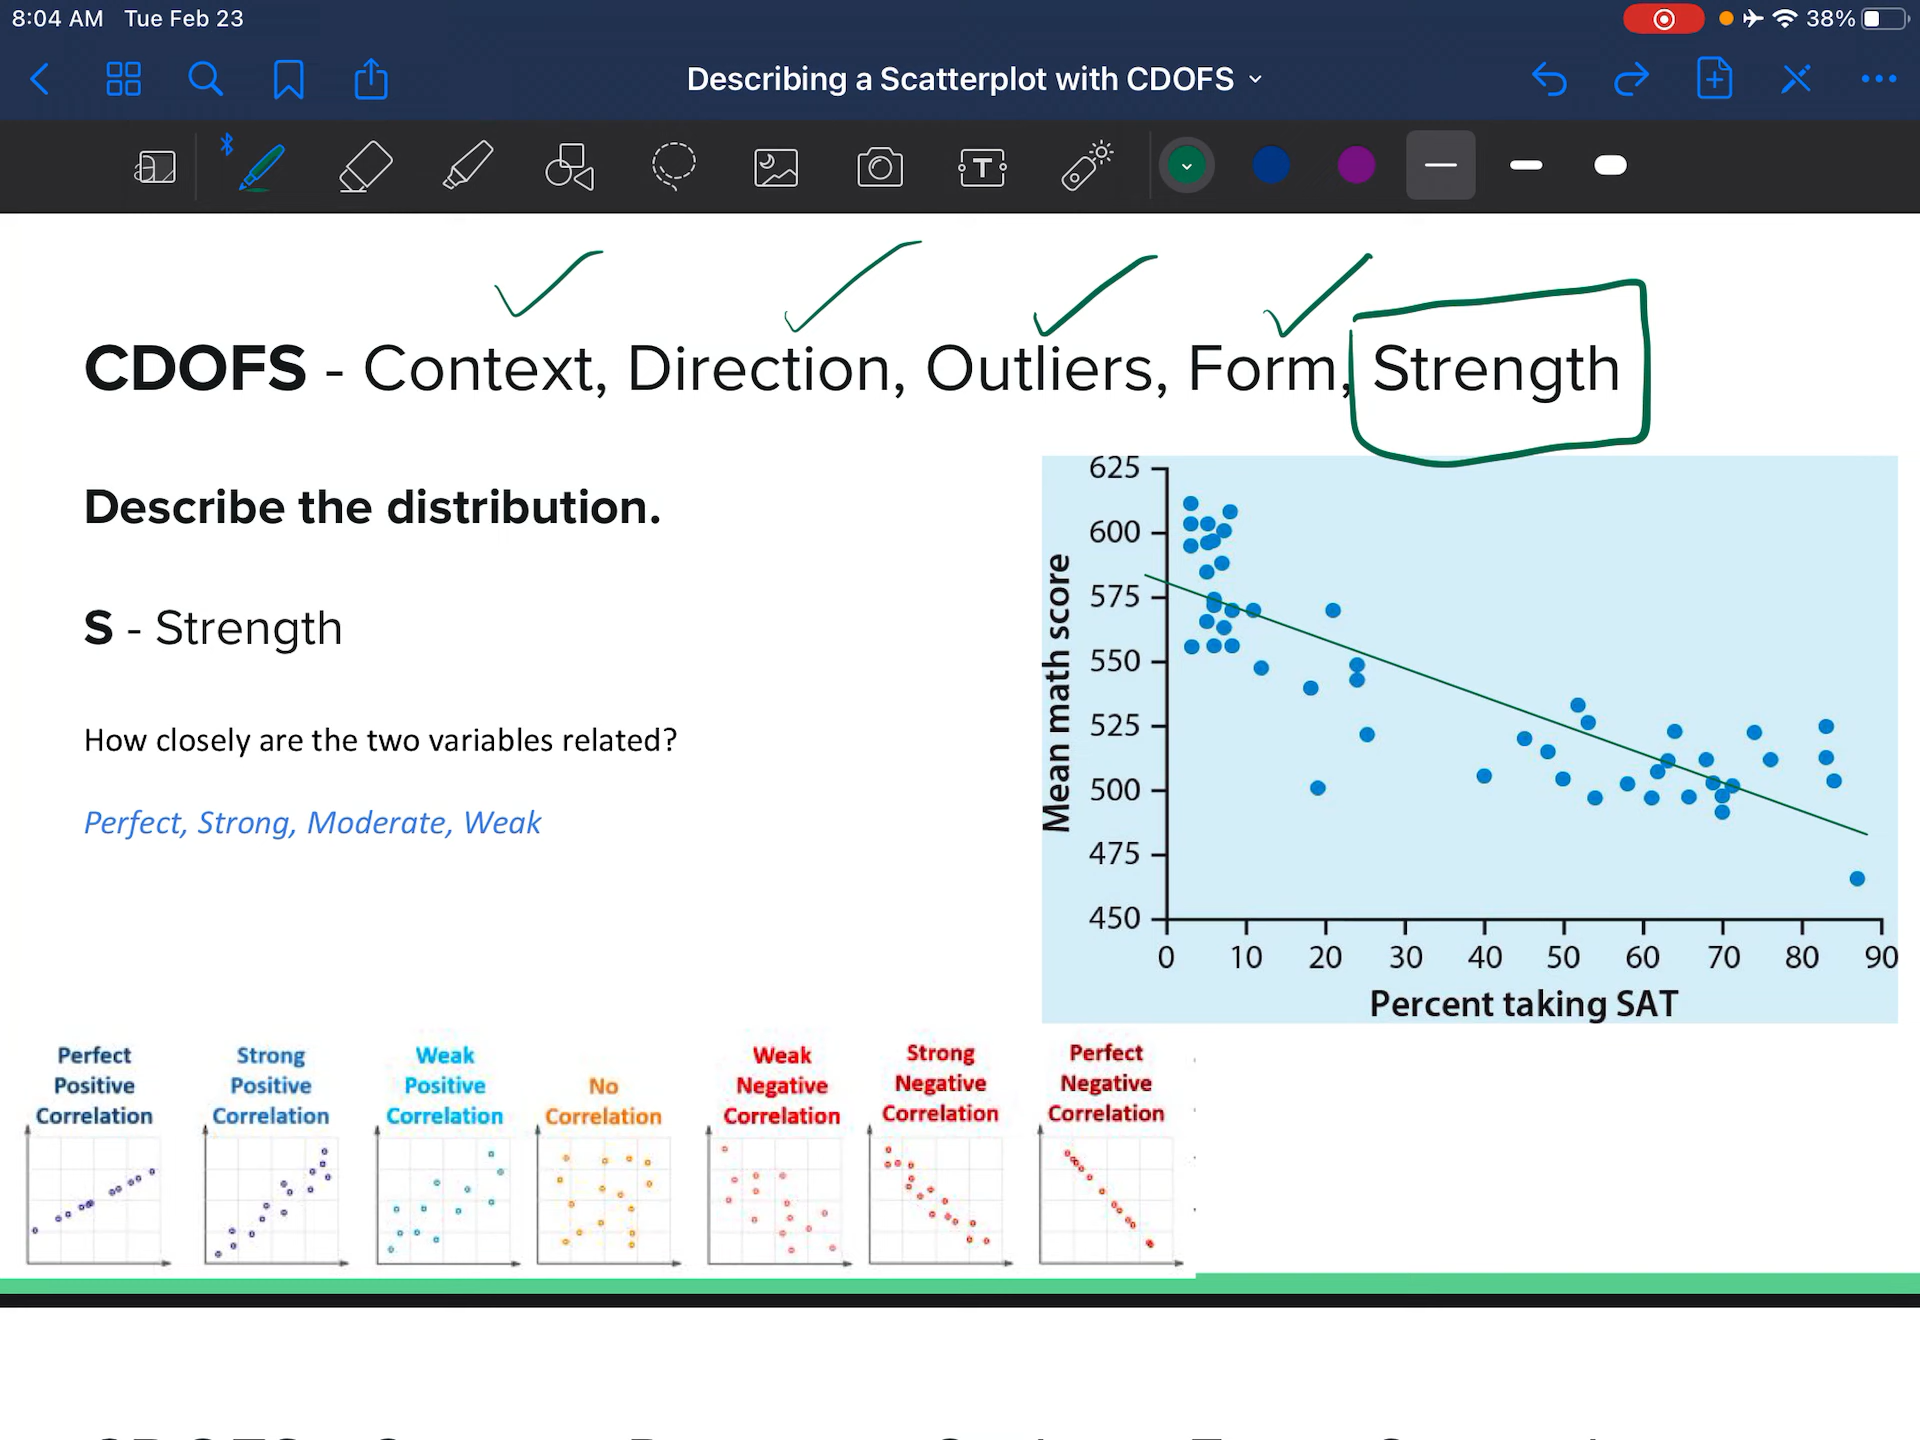 8:04 AM Tue Feb 23
38%
Describing a Scatterplot with CDOFS
CDOFS - Context, Direction, Outliers, Form, Strength
Describe the distribution.
S - Strength
How closely are the two variables related?
Perfect, Strong, Moderate, Weak
Mean math score
625
600
575
550
525
500
475
450
0 10 20 30 40 50 60 70 80 90
Percent taking SAT
Perfect
Positive
Correlation
Strong
Positive
Correlation
Weak
Positive
Correlation
No
Correlation
Weak
Negative
Correlation
Strong
Negative
Correlation
Perfect
Negative
Correlation